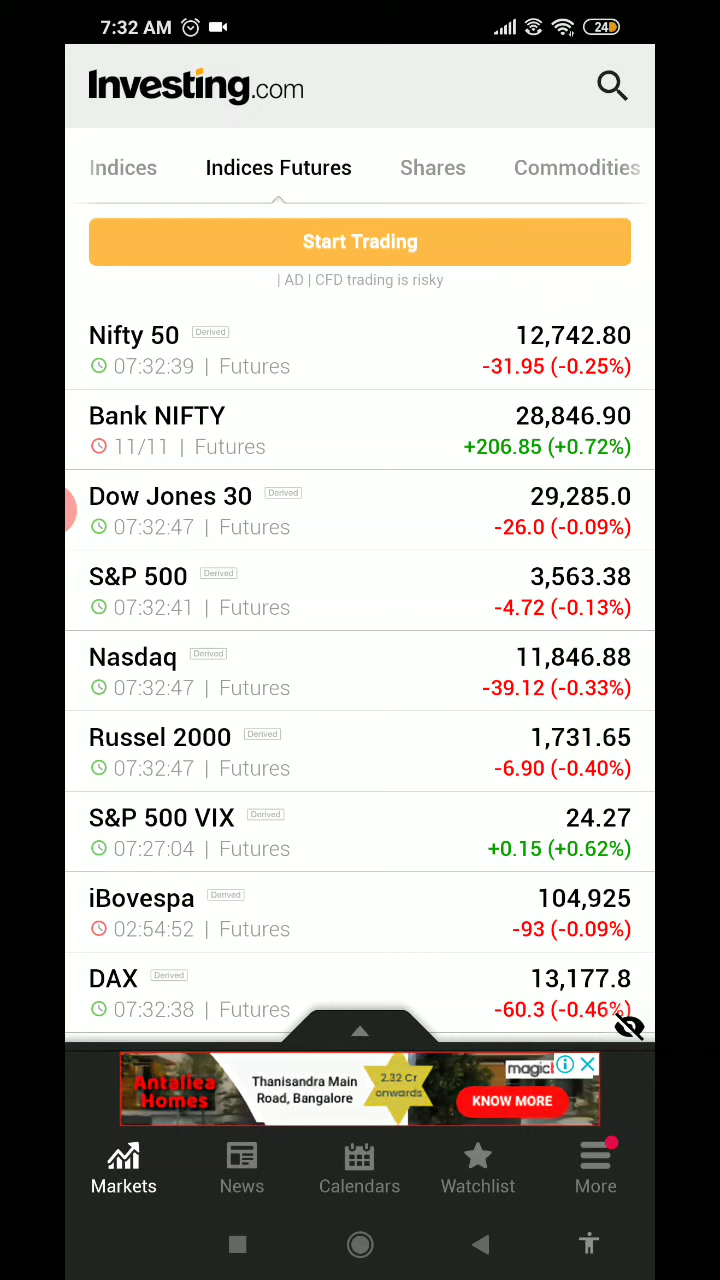 7:32 AM 24
Investing.com
Indices Indices Futures Shares Commodities
Start Trading
| AD | CFD trading is risky
Nifty 50 Derived 12,742.80
07:32:39 | Futures -31.95 (-0.25%)
Bank NIFTY 28,846.90
11/11 | Futures +206.85 (+0.72%)
Dow Jones 30 Derived 29,285.0
07:32:47 | Futures -26.0 (-0.09%)
S&P 500 Derived 3,563.38
07:32:41 | Futures -4.72 (-0.13%)
Nasdaq Derived 11,846.88
07:32:47 | Futures -39.12 (-0.33%)
Russel 2000 Derived 1,731.65
07:32:47 | Futures -6.90 (-0.40%)
S&P 500 VIX Derived 24.27
07:27:04 | Futures +0.15 (+0.62%)
iBovespa Derived 104,925
02:54:52 | Futures -93 (-0.09%)
DAX Derived 13,177.8
07:32:38 | Futures -60.3 (-0.46%)
Antaliea Homes
Thanisandra Main
Road, Bangalore
2.32 Cr
onwards
magic
KNOW MORE
Markets News Calendars Watchlist More